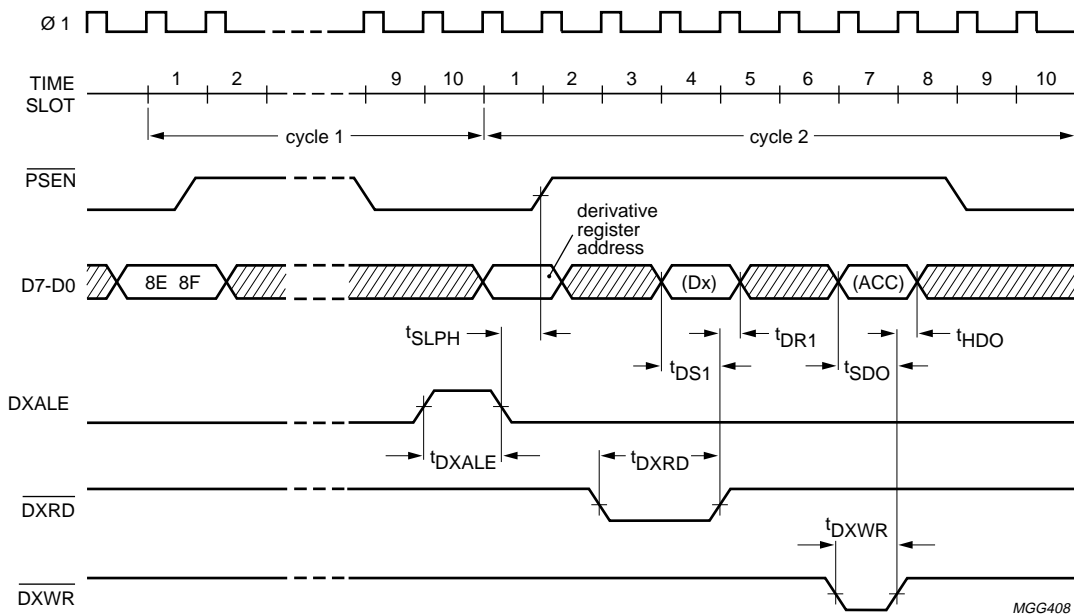 Ø 1
TIME SLOT 1 2 9 10 1 2 3 4 5 6 7 8 9 10
cycle 1 cycle 2
PSEN
derivative
register
address
D7-D0 8E 8F (Dx) (ACC)
tSLPH tDR1 tHDO
tDS1 tSDO
DXALE
tDXALE tDXRD
DXRD
tDXWR
DXWR
MGG408